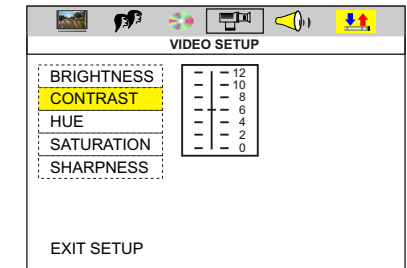 VIDEO SETUP
BRIGHTNESS
CONTRAST
HUE
SATURATION
SHARPNESS
12
10
8
6
4
2
0
EXIT SETUP